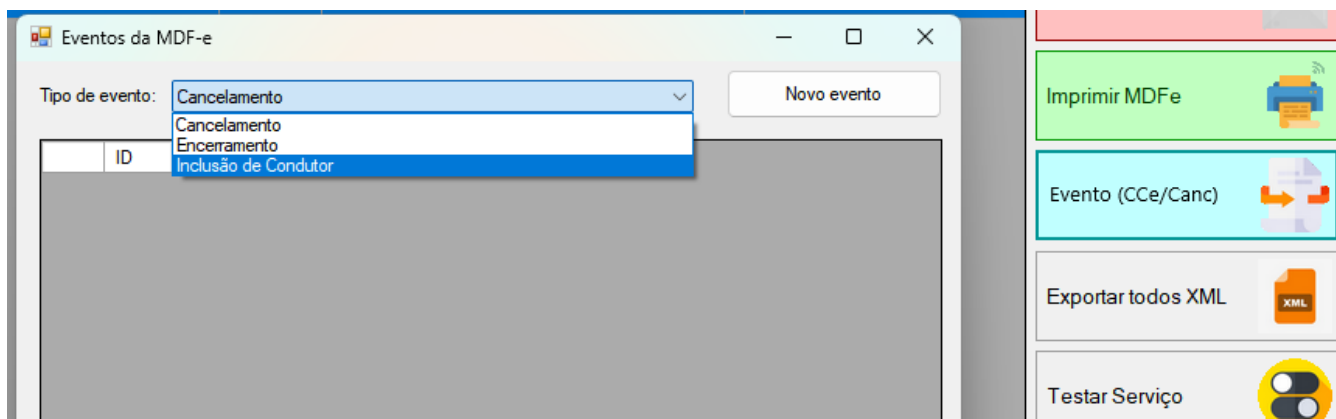 Eventos da MDF-e
Tipo de evento:
Cancelamento
Novo evento
Cancelamento
Encerramento
Inclusão de Condutor
ID
Imprimir MDFe
Evento (CCe/Canc)
Exportar todos XML
XML
Testar Serviço